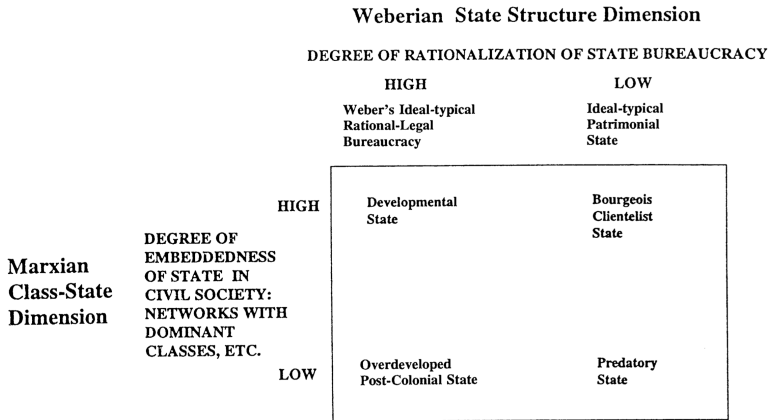 Weberian State Structure Dimension
DEGREE OF RATIONALIZATION OF STATE BUREAUCRACY
HIGH
LOW
Weber's Ideal-typical
Rational-Legal
Bureaucracy
Ideal-typical
Patrimonial
State
HIGH
Developmental
State
Bourgeois
Clientelist
State
Marxian
Class-State
Dimension
DEGREE OF
EMBEDDEDNESS
OF STATE IN
CIVIL SOCIETY:
NETWORKS WITH
DOMINANT
CLASSES, ETC.
LOW
Overdeveloped
Post-Colonial State
Predatory
State